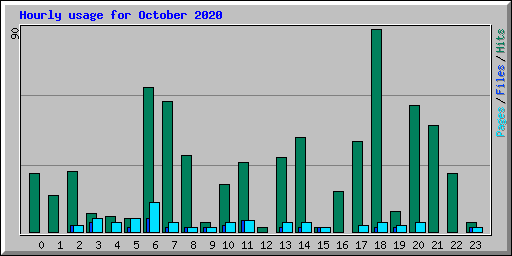 Hourly usage for October 2020
90
Pages/Files/Hits
0 1 2 3 4 5 6 7 8 9 10 11 12 13 14 15 16 17 18 19 20 21 22 23